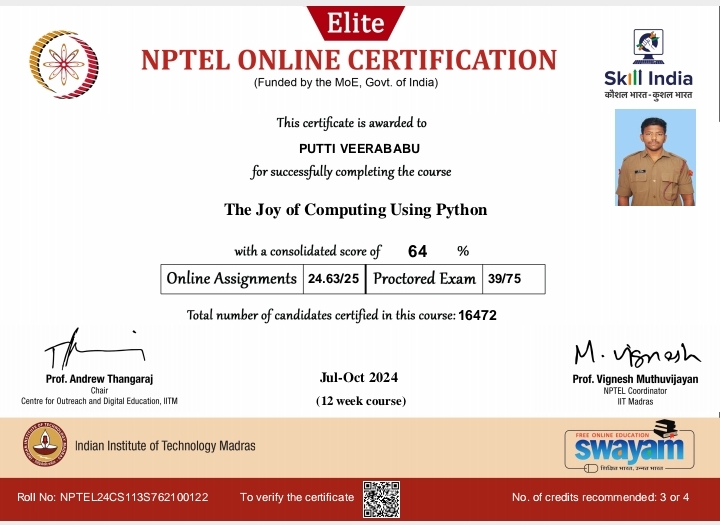 Elite
NPTEL ONLINE CERTIFICATION
(Funded by the MoE, Govt. of India)
Skill India
कौशल भारत - कुशल भारत
This certificate is awarded to
PUTTI VEERABABU
for successfully completing the course
The Joy of Computing Using Python
with a consolidated score of 64 %
Online Assignments 24.63/25 Proctored Exam 39/75
Total number of candidates certified in this course: 16472
Prof. Andrew Thangaraj
Chair
Centre for Outreach and Digital Education, IITM
Jul-Oct 2024
(12 week course)
M. Vignesh
Prof. Vignesh Muthuvijayan
NPTEL Coordinator
IIT Madras
Indian Institute of Technology Madras
FREE ONLINE EDUCATION
swayam
शिक्षित भारत, उन्नत भारत
Roll No: NPTEL24CS113S762100122 To verify the certificate No. of credits recommended: 3 or 4